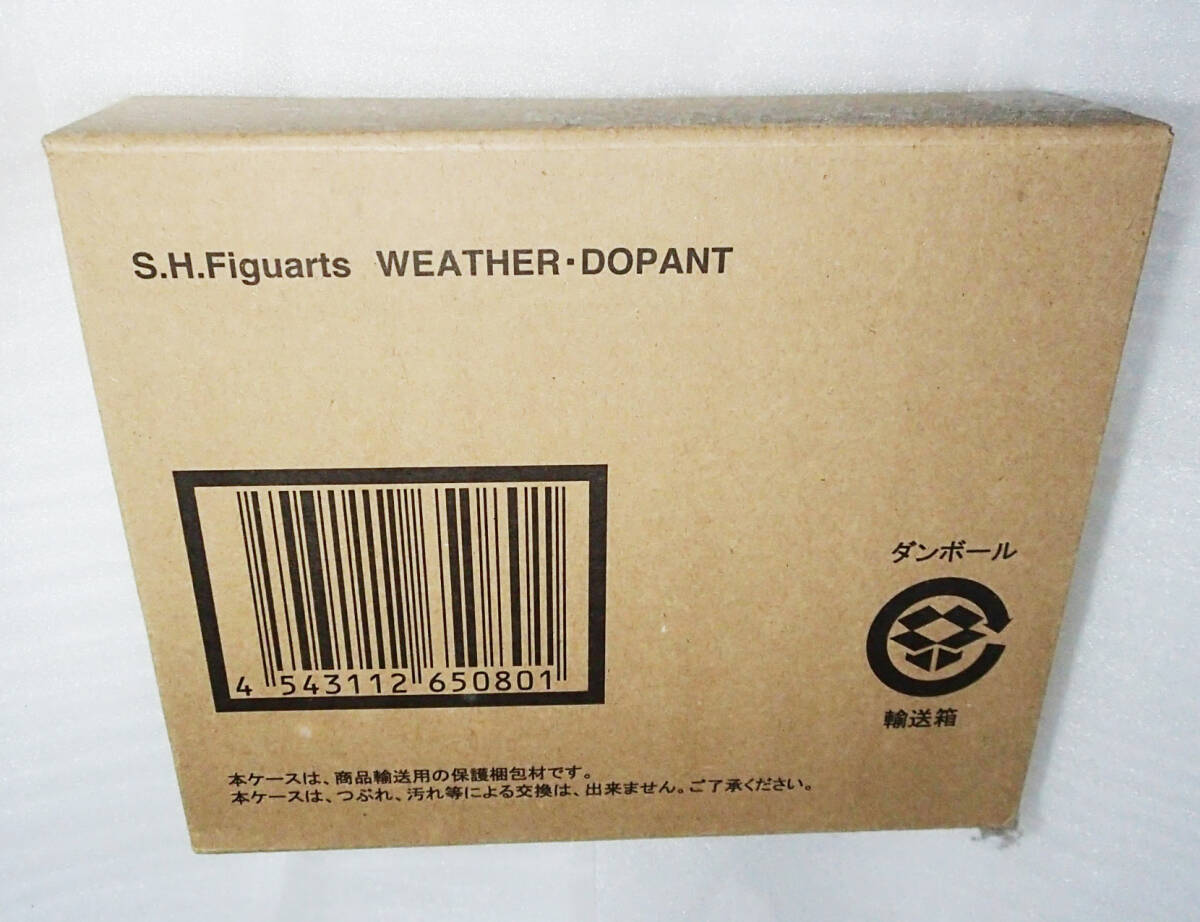 S.H.Figuarts WEATHER・DOPANT
4 543112 650801
ダンボール
輸送箱
本ケースは、商品輸送用の保護梱包材です。
本ケースは、つぶれ、汚れ等による交換は、出来ません。ご了承ください。